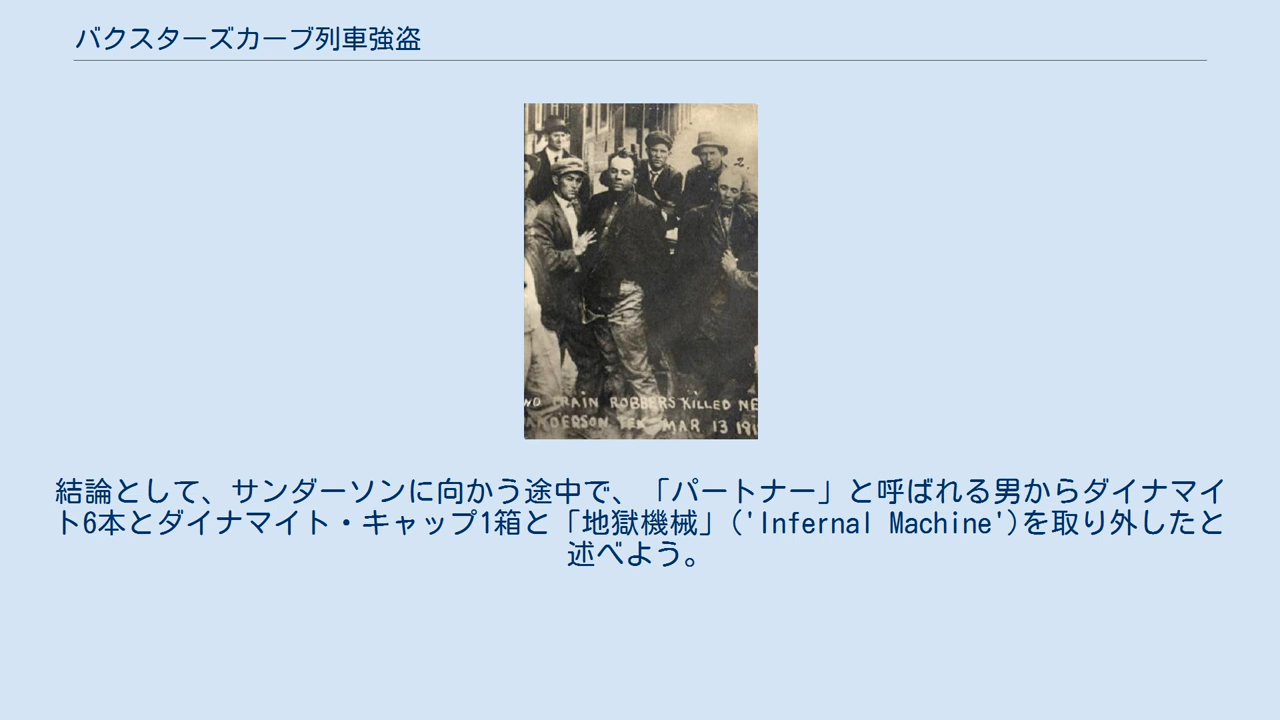 バクスターズカーブ列車強盗
ND TRAIN ROBBERS KILLED NE
ANDERSON TEX MAR 13 191
結論として、サンダーソンに向かう途中で、「パートナー」と呼ばれる男からダイナマイ
ト6本とダイナマイト・キャップ1箱と「地獄機械」('Infernal Machine')を取り外したと
述べよう。